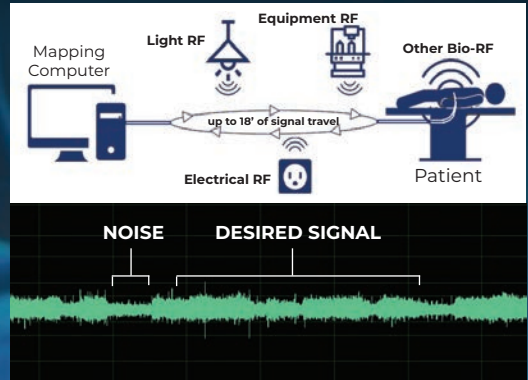 Equipment RF
Light RF
Other Bio-RF
Mapping
Computer
up to 18' of signal travel
Electrical RF
Patient
NOISE
DESIRED SIGNAL